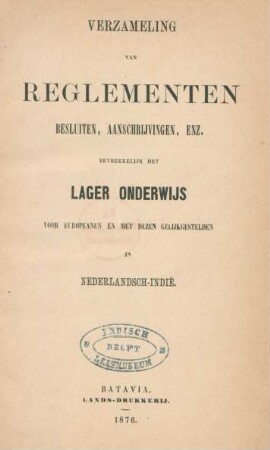 VERZAMELING
VAN
REGLEMENTEN
BESLUITEN, AANSCHRIJVINGEN, ENZ.
BETREKKELIJK HET
LAGER ONDERWIJS
VOOR EUROPEANEN EN MET DEZEN GELIJKGESTELDEN
IN
NEDERLANDSCH-INDIË.
INDISCH
DELFT
LEESMUSEUM
BATAVIA,
LANDS-DRUKKERIJ.
1876.